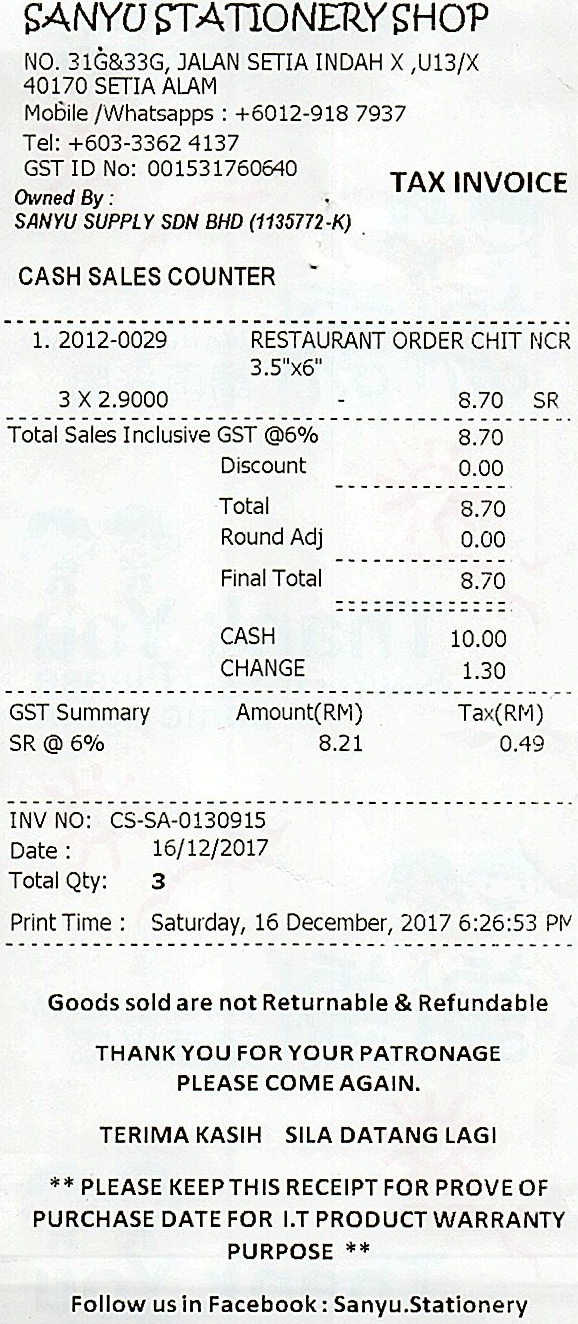 SANYU STATIONERY SHOP
NO. 31G&33G, JALAN SETIA INDAH X ,U13/X
40170 SETIA ALAM
Mobile /Whatsapps : +6012-918 7937
Tel: +603-3362 4137
GST ID No: 001531760640
TAX INVOICE
Owned By :
SANYU SUPPLY SDN BHD (1135772-K)
CASH SALES COUNTER
1. 2012-0029 RESTAURANT ORDER CHIT NCR
3.5"x6"
3 X 2.9000 - 8.70 SR
Total Sales Inclusive GST @6% 8.70
Discount 0.00
Total 8.70
Round Adj 0.00
Final Total 8.70
CASH 10.00
CHANGE 1.30
GST Summary Amount(RM) Tax(RM)
SR @ 6% 8.21 0.49
INV NO: CS-SA-0130915
Date : 16/12/2017
Total Qty: 3
Print Time : Saturday, 16 December, 2017 6:26:53 PM
Goods sold are not Returnable & Refundable
THANK YOU FOR YOUR PATRONAGE
PLEASE COME AGAIN.
TERIMA KASIH SILA DATANG LAGI
** PLEASE KEEP THIS RECEIPT FOR PROVE OF
PURCHASE DATE FOR I.T PRODUCT WARRANTY
PURPOSE **
Follow us in Facebook : Sanyu.Stationery